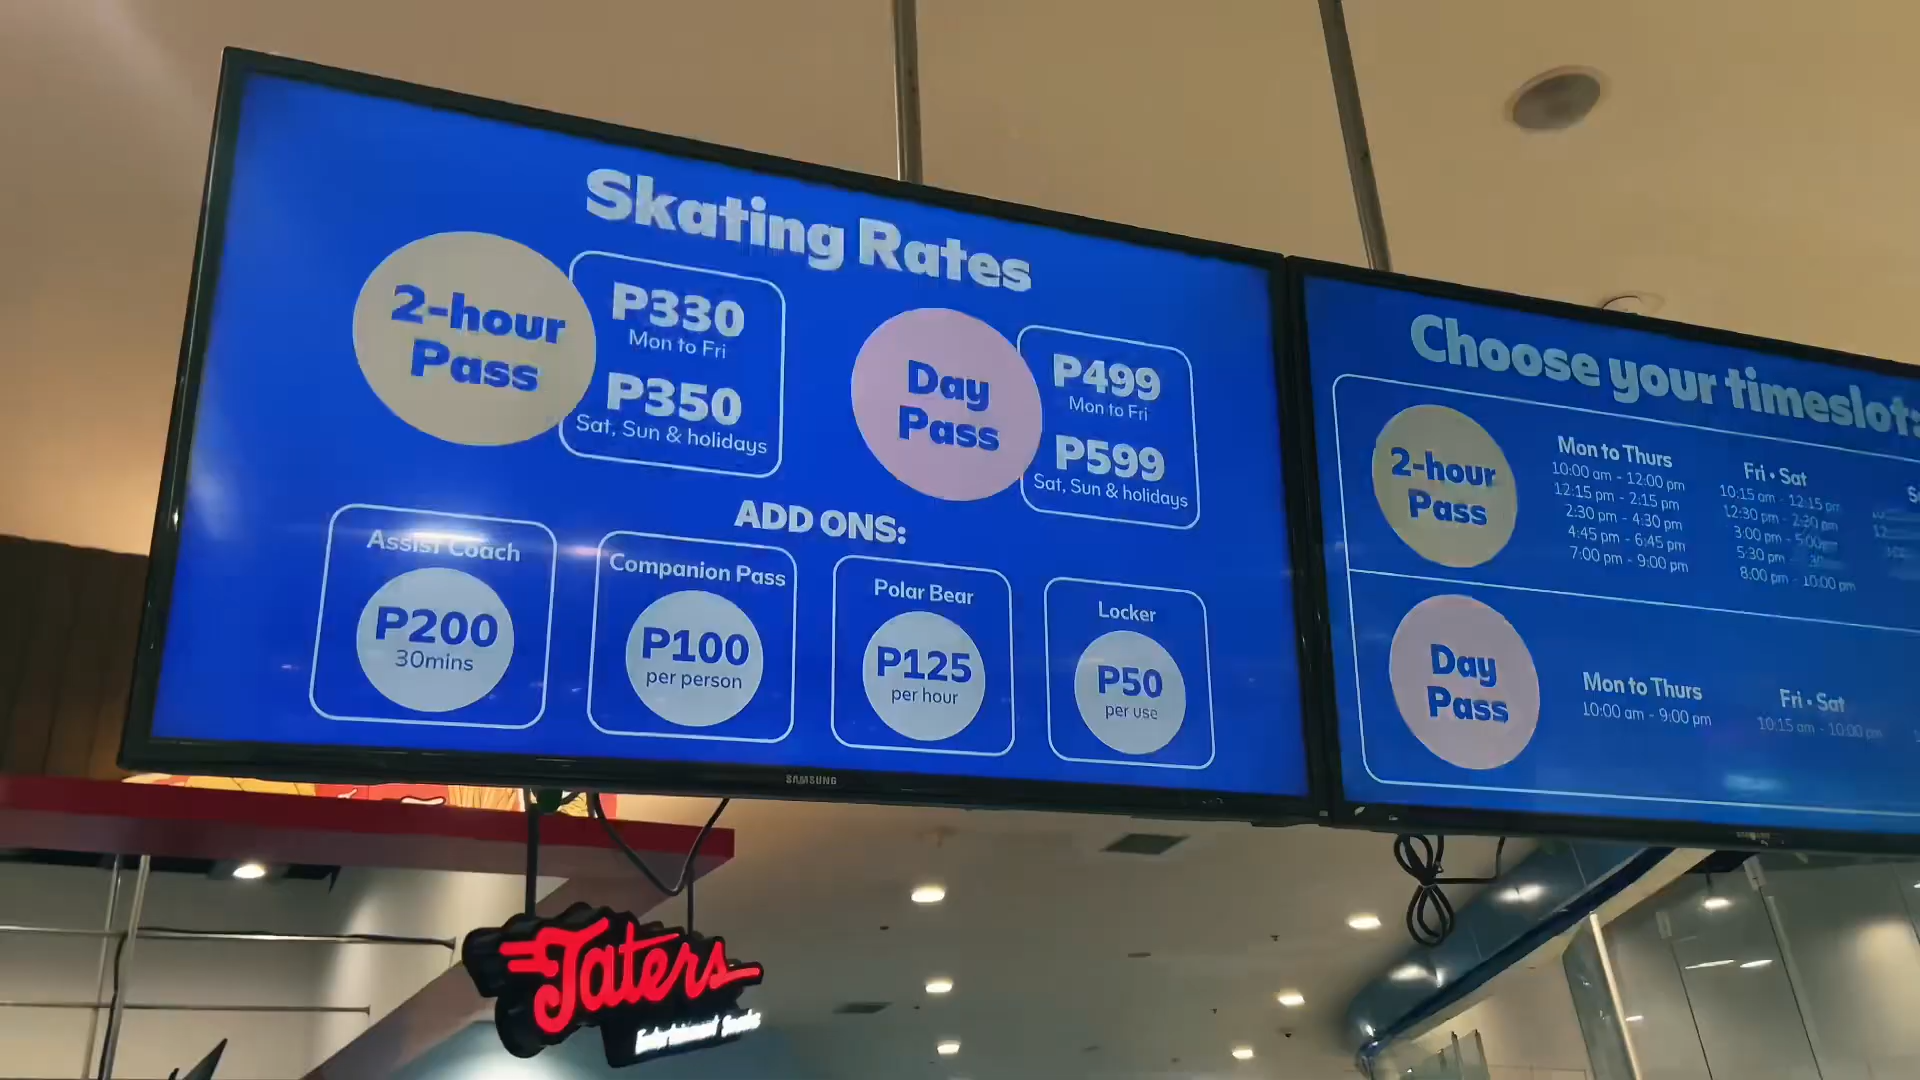 Skating Rates
2-hour
Pass
P330
Mon to Fri
P350
Sat, Sun & holidays
Day
Pass
P499
Mon to Fri
P599
Sat, Sun & holidays
ADD ONS:
Assist Coach
P200
30mins
Companion Pass
P100
per person
Polar Bear
P125
per hour
Locker
P50
per use
SAMSUNG
Choose your timeslot
2-hour
Pass
Mon to Thurs
10:00 am - 12:00 pm
12:15 pm - 2:15 pm
2:30 pm - 4:30 pm
4:45 pm - 6:45 pm
7:00 pm - 9:00 pm
Fri • Sat
10:15 am - 12:15 pm
12:30 pm - 2:30 pm
3:00 pm - 5:00pm
5:30 pm -
8:00 pm - 10:00 pm
Day
Pass
Mon to Thurs
10:00 am - 9:00 pm
Fri • Sat
10:15 am - 10:00 pm
SAMSUNG
Taters
Entertainment Snacks